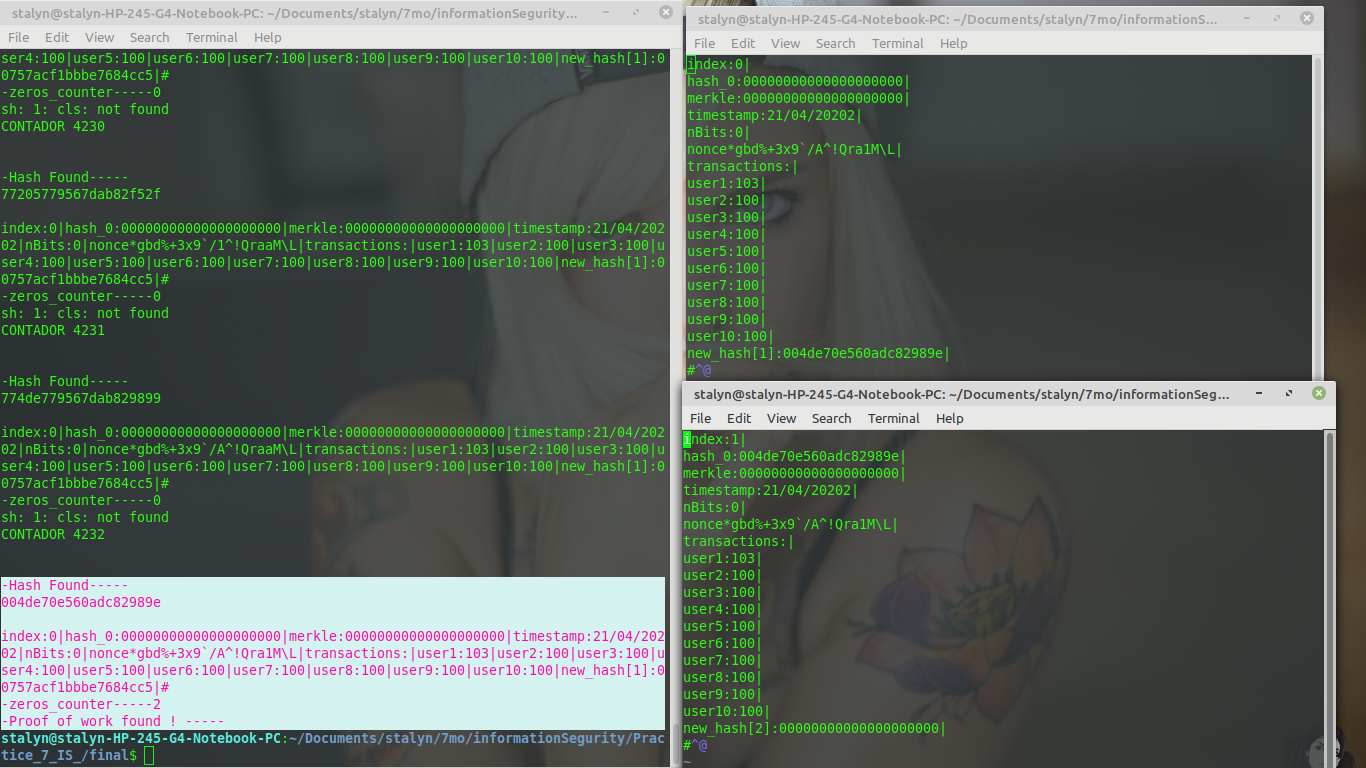 stalyn@stalyn-HP-245-G4-Notebook-PC: ~/Documents/stalyn/7mo/informationSegurity...
File Edit View Search Terminal Help
ser4:100|user5:100|user6:100|user7:100|user8:100|user9:100|user10:100|new_hash[1]:0
0757acf1bbbe7684cc5|#
-zeros_counter-----0
sh: 1: cls: not found
CONTADOR 4230
-Hash Found-----
77205779567dab82f52f
index:0|hash_0:00000000000000000000|merkle:00000000000000000000|timestamp:21/04/202
02|nBits:0|nonce*gbd%+3x9`/1^!QraaM\L|transactions:|user1:103|user2:100|user3:100|u
ser4:100|user5:100|user6:100|user7:100|user8:100|user9:100|user10:100|new_hash[1]:0
0757acf1bbbe7684cc5|#
-zeros_counter-----0
sh: 1: cls: not found
CONTADOR 4231
-Hash Found-----
774de779567dab829899
index:0|hash_0:00000000000000000000|merkle:00000000000000000000|timestamp:21/04/202
02|nBits:0|nonce*gbd%+3x9`/A^!QraaM\L|transactions:|user1:103|user2:100|user3:100|u
ser4:100|user5:100|user6:100|user7:100|user8:100|user9:100|user10:100|new_hash[1]:0
0757acf1bbbe7684cc5|#
-zeros_counter-----0
sh: 1: cls: not found
CONTADOR 4232
-Hash Found-----
004de70e560adc82989e
index:0|hash_0:00000000000000000000|merkle:00000000000000000000|timestamp:21/04/202
02|nBits:0|nonce*gbd%+3x9`/A^!QraaM\L|transactions:|user1:103|user2:100|user3:100|u
ser4:100|user5:100|user6:100|user7:100|user8:100|user9:100|user10:100|new_hash[1]:0
0757acf1bbbe7684cc5|#
-zeros_counter-----2
-Proof of work found ! -----
stalyn@stalyn-HP-245-G4-Notebook-PC:~/Documents/stalyn/7mo/informationSegurity/Prac
tice_7_IS_/final$
stalyn@stalyn-HP-245-G4-Notebook-PC: ~/Documents/stalyn/7mo/informationS...
File Edit View Search Terminal Help
index:0|
hash_0:00000000000000000000|
merkle:00000000000000000000|
timestamp:21/04/20202|
nBits:0|
nonce*gbd%+3x9`/A^!Qra1M\L|
transactions:|
user1:103|
user2:100|
user3:100|
user4:100|
user5:100|
user6:100|
user7:100|
user8:100|
user9:100|
user10:100|
new_hash[1]:004de70e560adc82989e|
#^@
stalyn@stalyn-HP-245-G4-Notebook-PC: ~/Documents/stalyn/7mo/informationSeg...
File Edit View Search Terminal Help
index:1|
hash_0:004de70e560adc82989e|
merkle:00000000000000000000|
timestamp:21/04/20202|
nBits:0|
nonce*gbd%+3x9`/A^!Qra1M\L|
transactions:|
user1:103|
user2:100|
user3:100|
user4:100|
user5:100|
user6:100|
user7:100|
user8:100|
user9:100|
user10:100|
new_hash[2]:00000000000000000000|
#^@
~